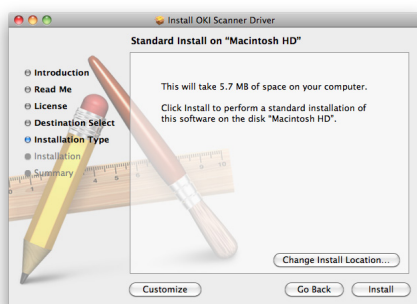 Install OKI Scanner Driver
Standard Install on “Macintosh HD”
Introduction
Read Me
License
Destination Select
Installation Type
Installation
Summary
This will take 5.7 MB of space on your computer.
Click Install to perform a standard installation of
this software on the disk "Macintosh HD".
Change Install Location...
Customize
Go Back
Install